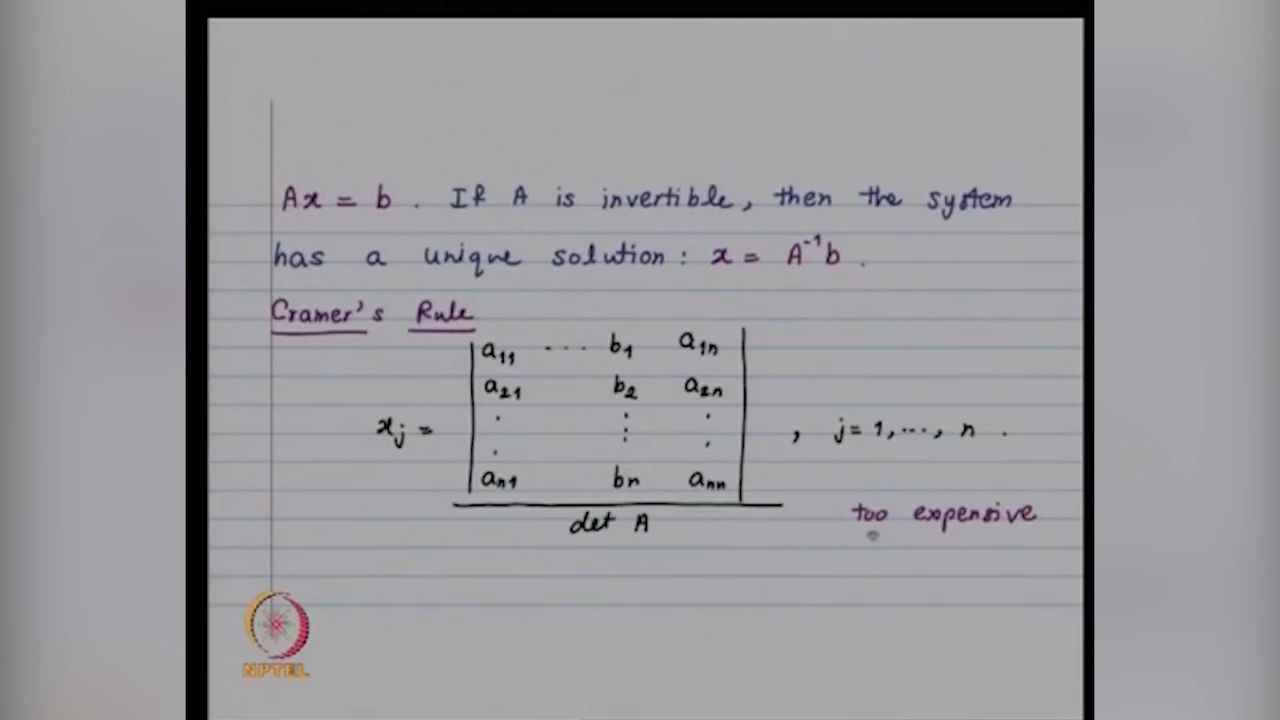 Ax = b. If A is invertible, then the system
has a unique solution: x = A⁻¹b.
Cramer's Rule
a₁₁ ... b₁ a₁ₙ
a₂₁ b₂ a₂ₙ
. ⋮ .
xⱼ = , j = 1, ..., n.
. .
aₙ₁ bₙ aₙₙ
det A
too expensive
NPTEL